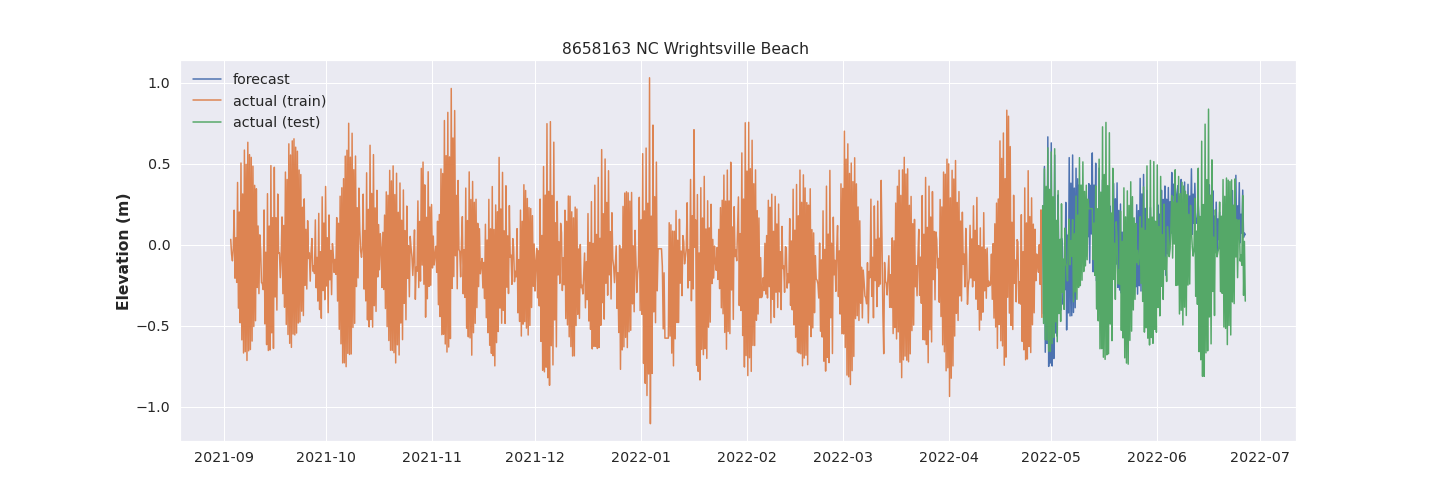 8658163 NC Wrightsville Beach
forecast
actual (train)
actual (test)
Elevation (m)
1.0
0.5
0.0
−0.5
−1.0
2021-09 2021-10 2021-11 2021-12 2022-01 2022-02 2022-03 2022-04 2022-05 2022-06 2022-07